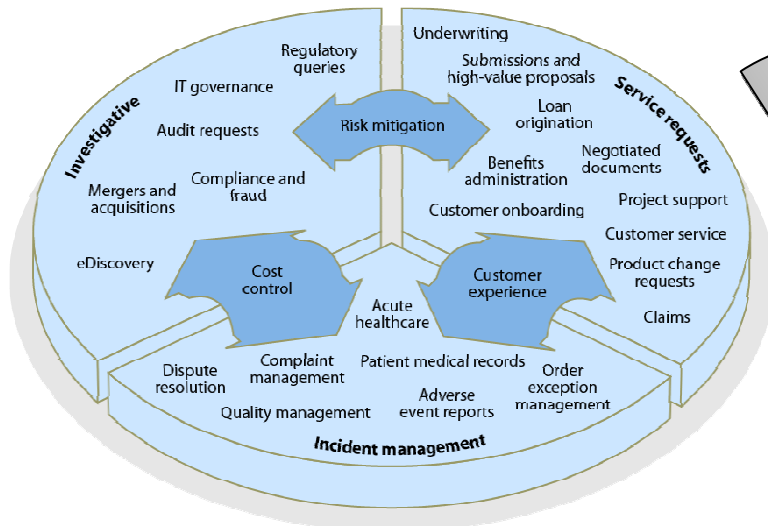 Investigative
Regulatory
queries
IT governance
Audit requests
Compliance and
fraud
Mergers and
acquisitions
eDiscovery
Risk mitigation
Service requests
Underwriting
Submissions and
high-value proposals
Loan
origination
Negotiated
documents
Benefits
administration
Project support
Customer onboarding
Customer service
Product change
requests
Claims
Cost
control
Customer
experience
Acute
healthcare
Patient medical records
Dispute
resolution
Complaint
management
Order
exception
management
Quality management
Adverse
event reports
Incident management